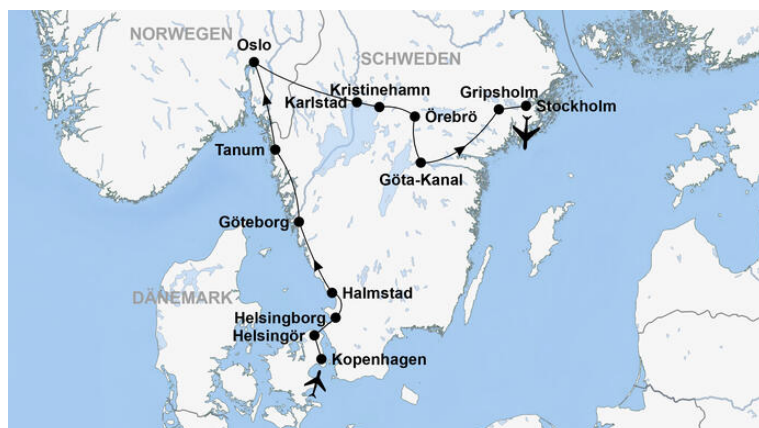 NORWEGEN
Oslo
SCHWEDEN
Kristinehamn
Karlstad
Gripsholm
Stockholm
Örebrö
Tanum
Göta-Kanal
Göteborg
DÄNEMARK
Halmstad
Helsingborg
Helsingör
Kopenhagen